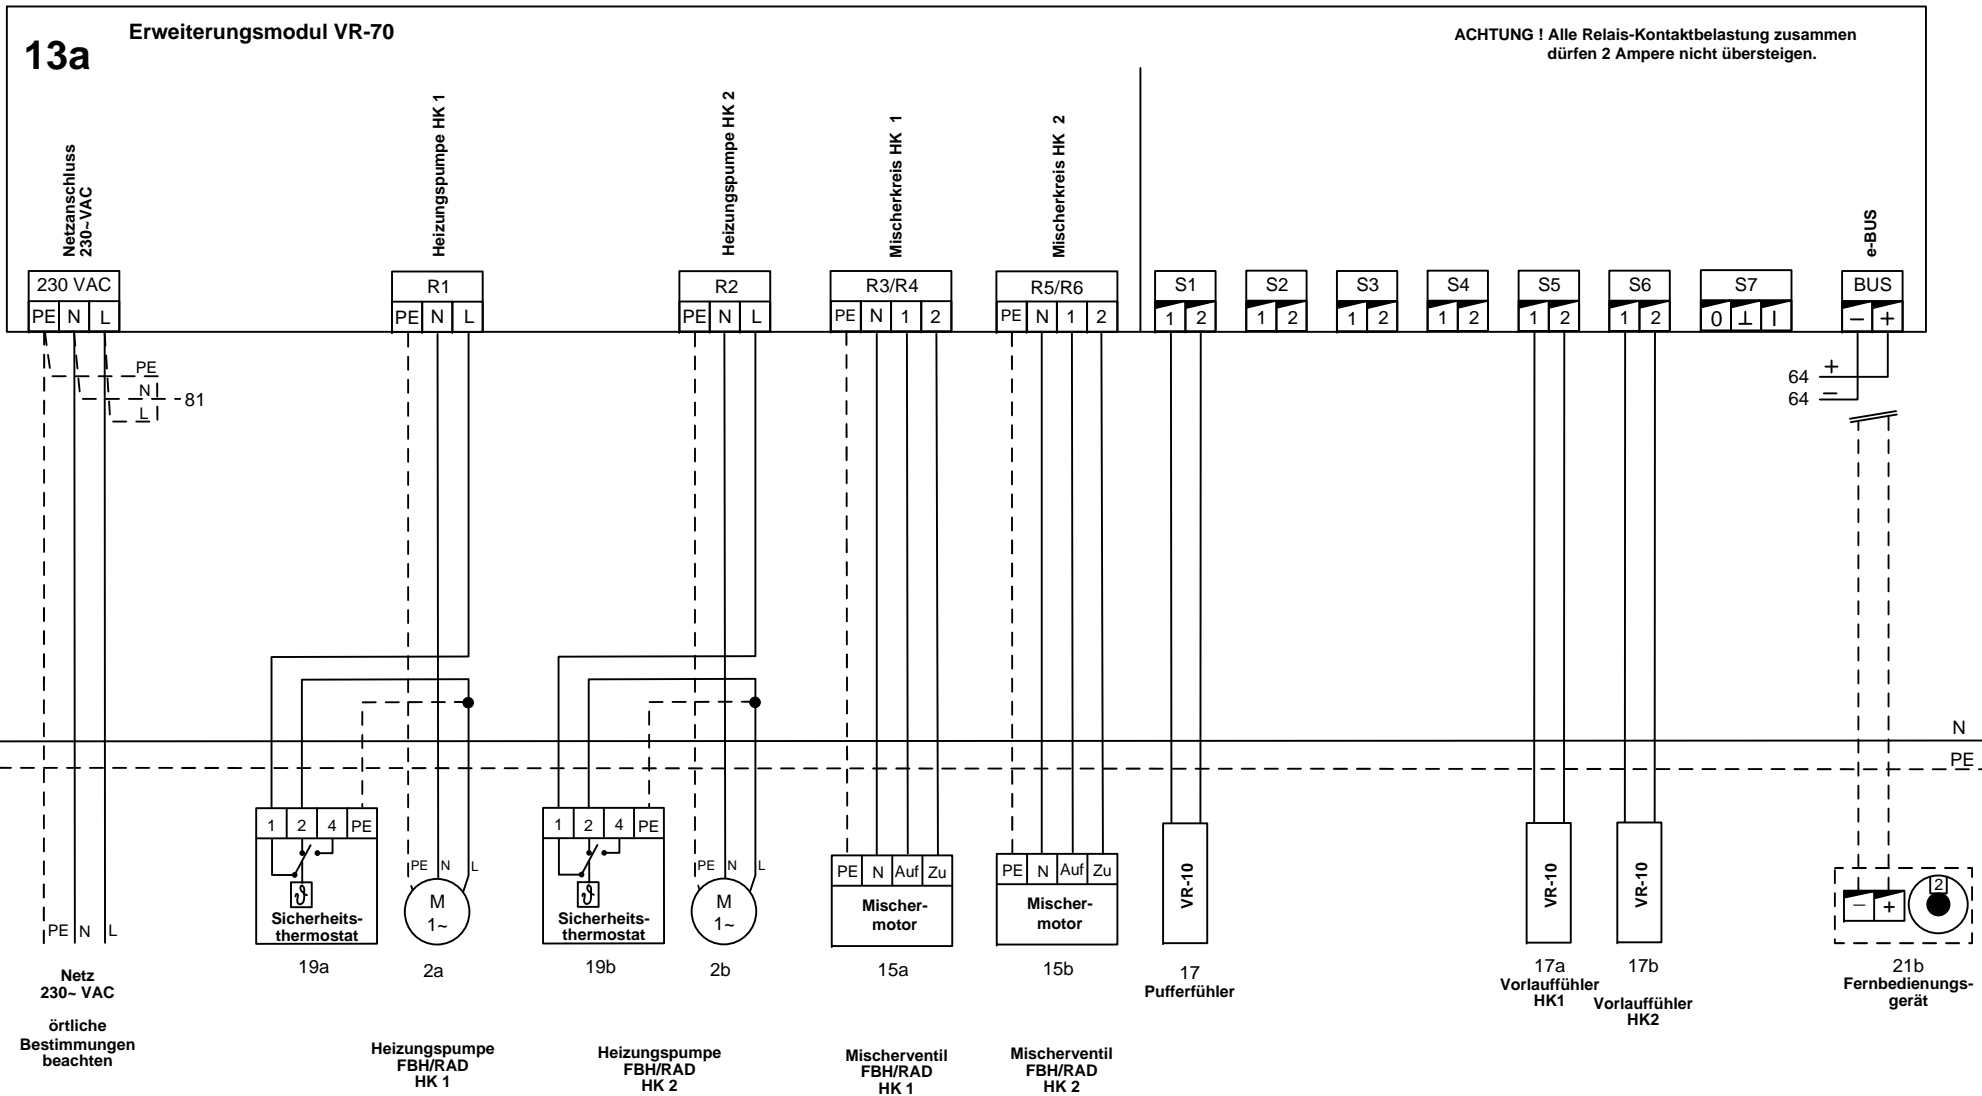 13a
Erweiterungsmodul VR-70
ACHTUNG ! Alle Relais-Kontaktbelastung zusammen
dürfen 2 Ampere nicht übersteigen.
Netzanschluss
230~VAC
Heizungspumpe HK 1
Heizungspumpe HK 2
Mischerkreis HK 1
Mischerkreis HK 2
e-BUS
230 VAC
PE N L
R1
PE N L
R2
PE N L
R3/R4
PE N 1 2
R5/R6
PE N 1 2
S1
1 2
S2
1 2
S3
1 2
S4
1 2
S5
1 2
S6
1 2
S7
0 ⊥ I
BUS
− +
PE
N
L
81
64 +
64 −
N
PE
1 2 4 PE
ϑ
Sicherheits-
thermostat
19a
PE N L
M
1~
2a
1 2 4 PE
ϑ
Sicherheits-
thermostat
19b
PE N L
M
1~
2b
PE N Auf Zu
Mischer-
motor
15a
PE N Auf Zu
Mischer-
motor
15b
VR-10
17
Pufferfühler
VR-10
17a
Vorlauffühler
HK1
VR-10
17b
Vorlauffühler
HK2
− +
2
21b
Fernbedienungs-
gerät
PE N L
Netz
230~ VAC
örtliche
Bestimmungen
beachten
Heizungspumpe
FBH/RAD
HK 1
Heizungspumpe
FBH/RAD
HK 2
Mischerventil
FBH/RAD
HK 1
Mischerventil
FBH/RAD
HK 2